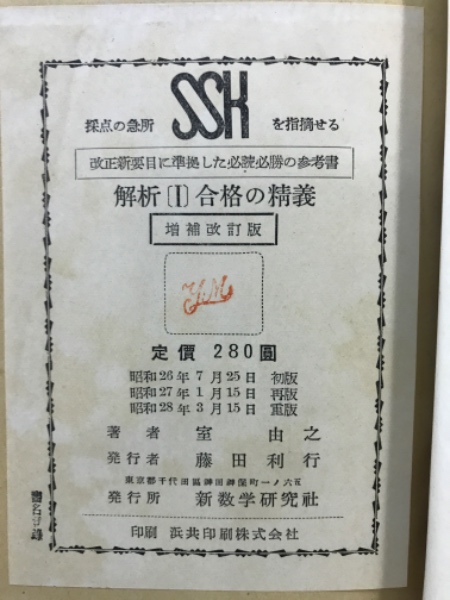 SSH
採点の急所 を指摘せる
改正新要目に準拠した必読必勝の参考書
解析〔Ⅰ〕合格の精義
増補改訂版
Y.M
定價 280圓
昭和26年 7月25日 初版
昭和27年 1月15日 再版
昭和28年 3月15日 重版
著者 室由之
発行者 藤田利行
東京都千代田區神田神保町一ノ六五
発行所 新数学研究社
印刷 浜共印刷株式会社